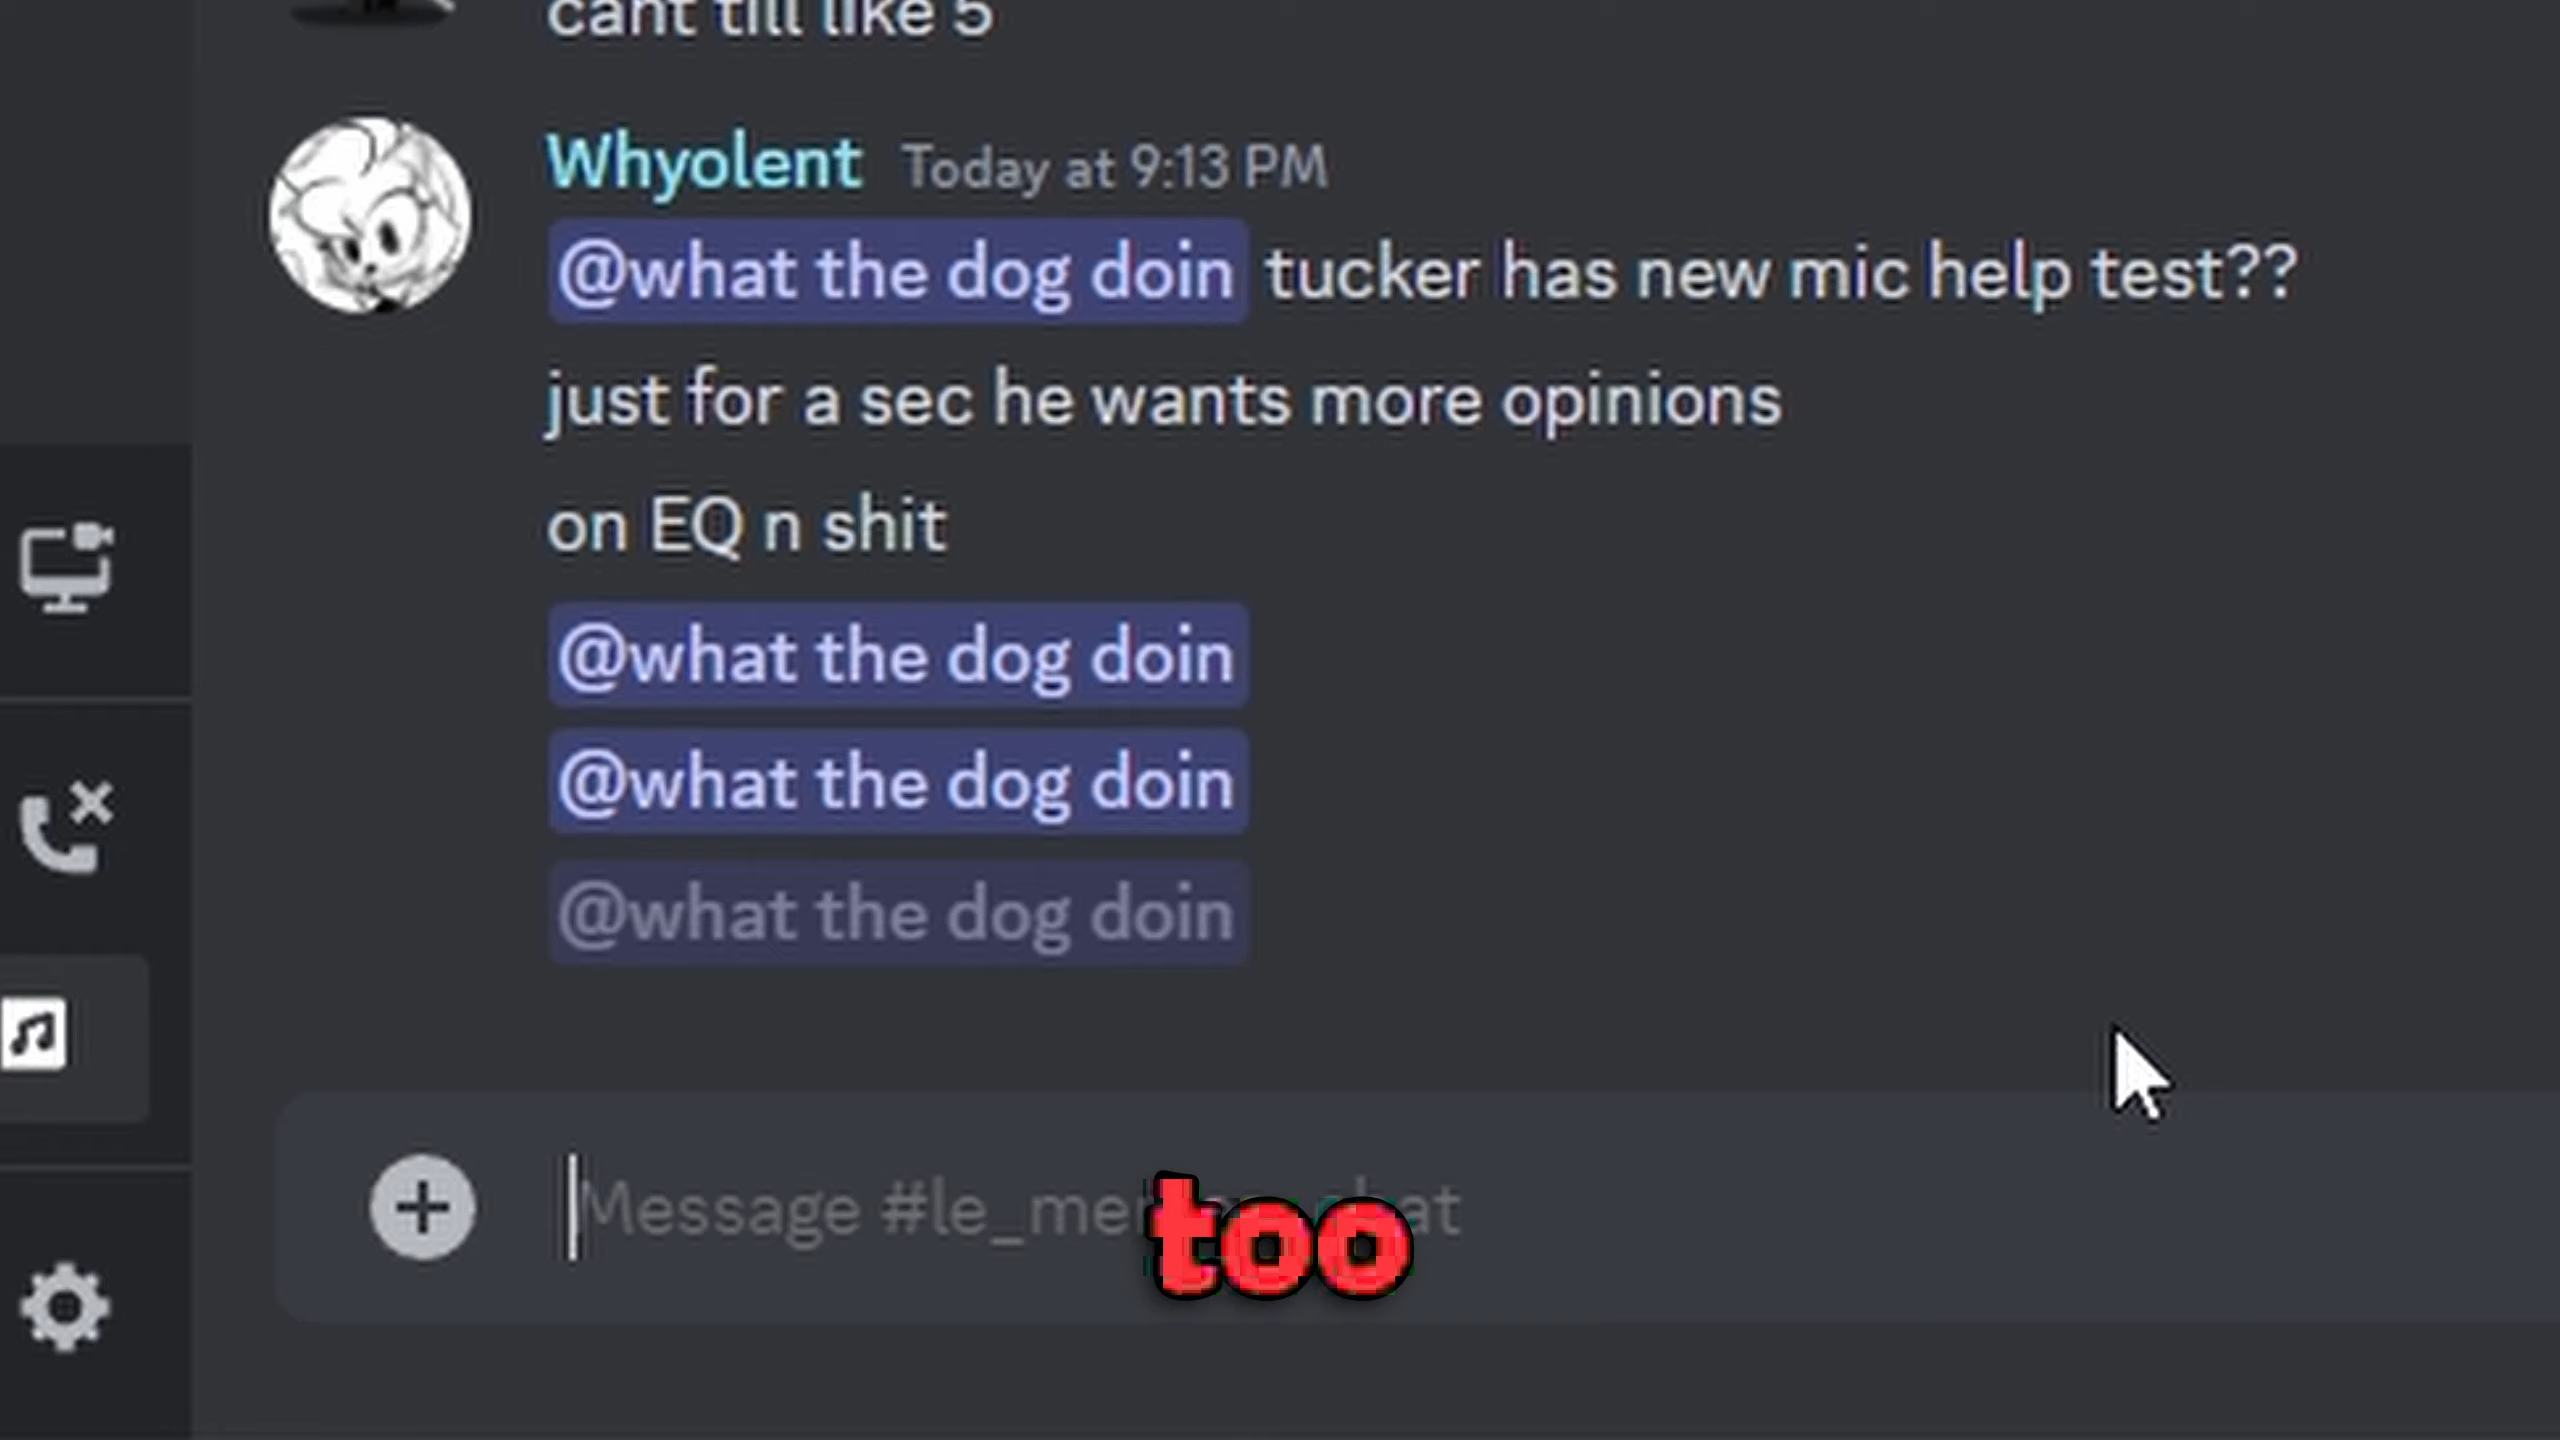 cant till like 5
Whyolent Today at 9:13 PM
@what the dog doin tucker has new mic help test??
just for a sec he wants more opinions
on EQ n shit
@what the dog doin
@what the dog doin
@what the dog doin
Message
too